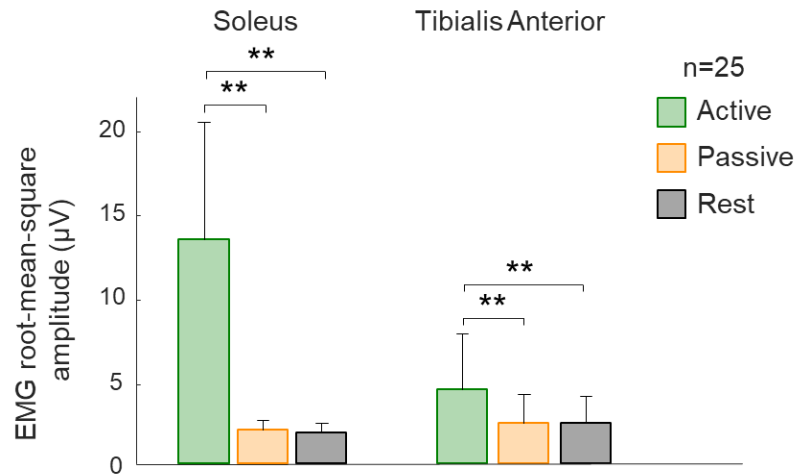 Soleus
Tibialis Anterior
**
**
**
**
n=25
Active
Passive
Rest
EMG root-mean-square
amplitude (µV)
20
15
10
5
0